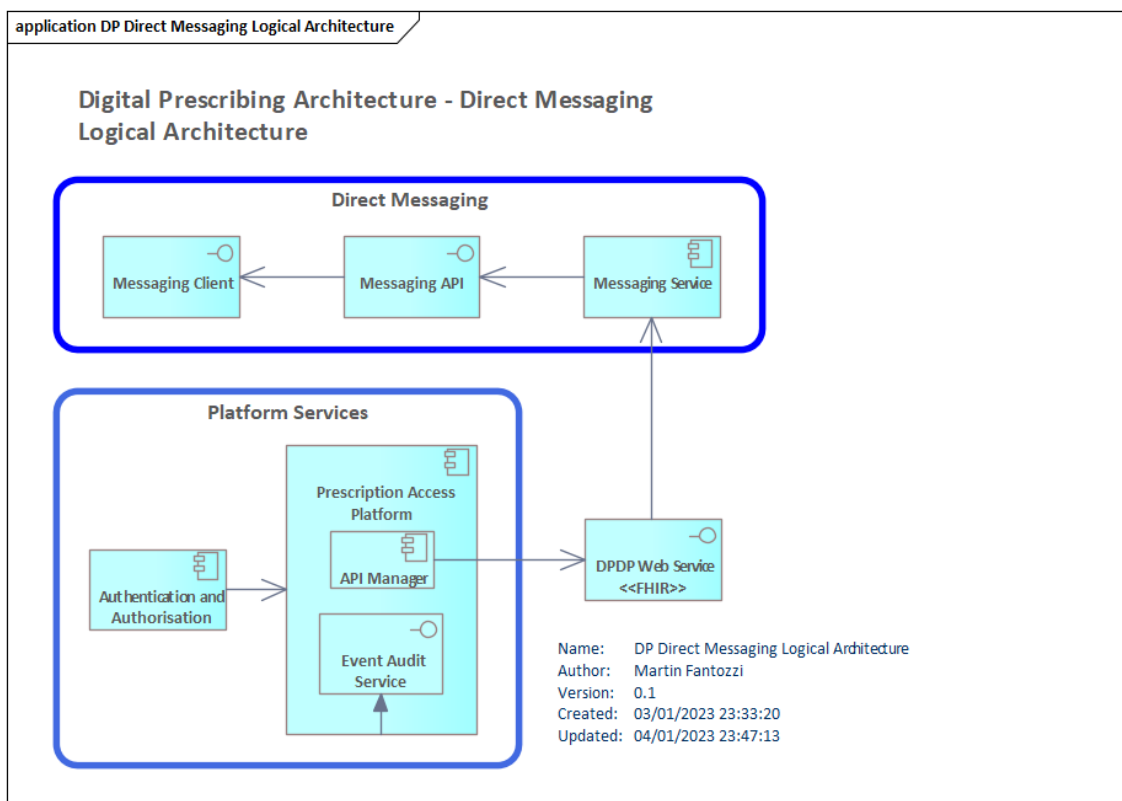 application DP Direct Messaging Logical Architecture
Digital Prescribing Architecture - Direct Messaging
Logical Architecture
Direct Messaging
Messaging Client
Messaging API
Messaging Service
Platform Services
Prescription Access
Platform
API Manager
Authentication and
Authorisation
Event Audit
Service
DPDP Web Service
<<FHIR>>
Name: DP Direct Messaging Logical Architecture
Author: Martin Fantozzi
Version: 0.1
Created: 03/01/2023 23:33:20
Updated: 04/01/2023 23:47:13